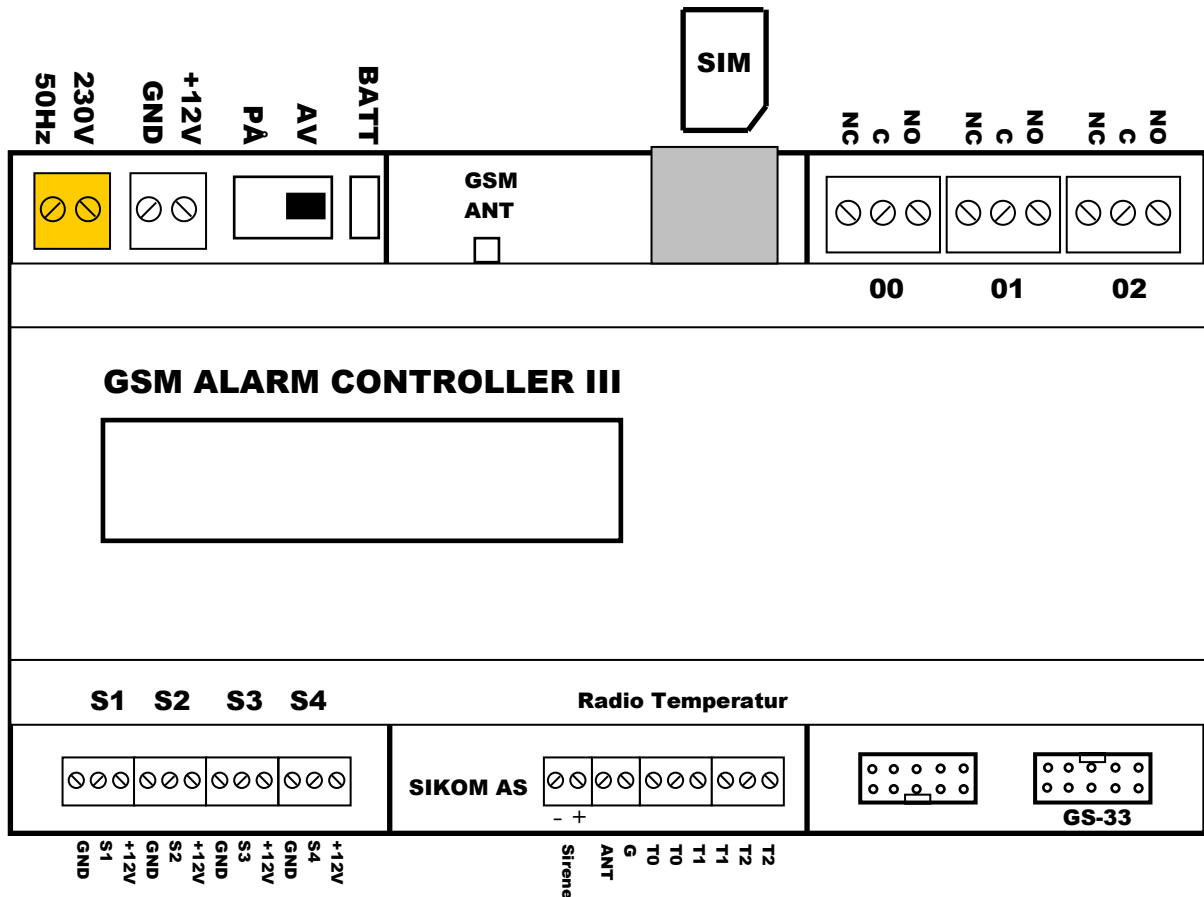 SIM
50Hz
230V
GND
+12V
PÅ
AV
BATT
NC
C
NO
NC
C
NO
NC
C
NO
GSM
ANT
00 01 02
GSM ALARM CONTROLLER III
S1 S2 S3 S4
Radio Temperatur
SIKOM AS
- +
GS-33
GND
S1
+12V
GND
S2
+12V
GND
S3
+12V
GND
S4
+12V
Sirene
ANT
G
T0
T0
T1
T1
T2
T2